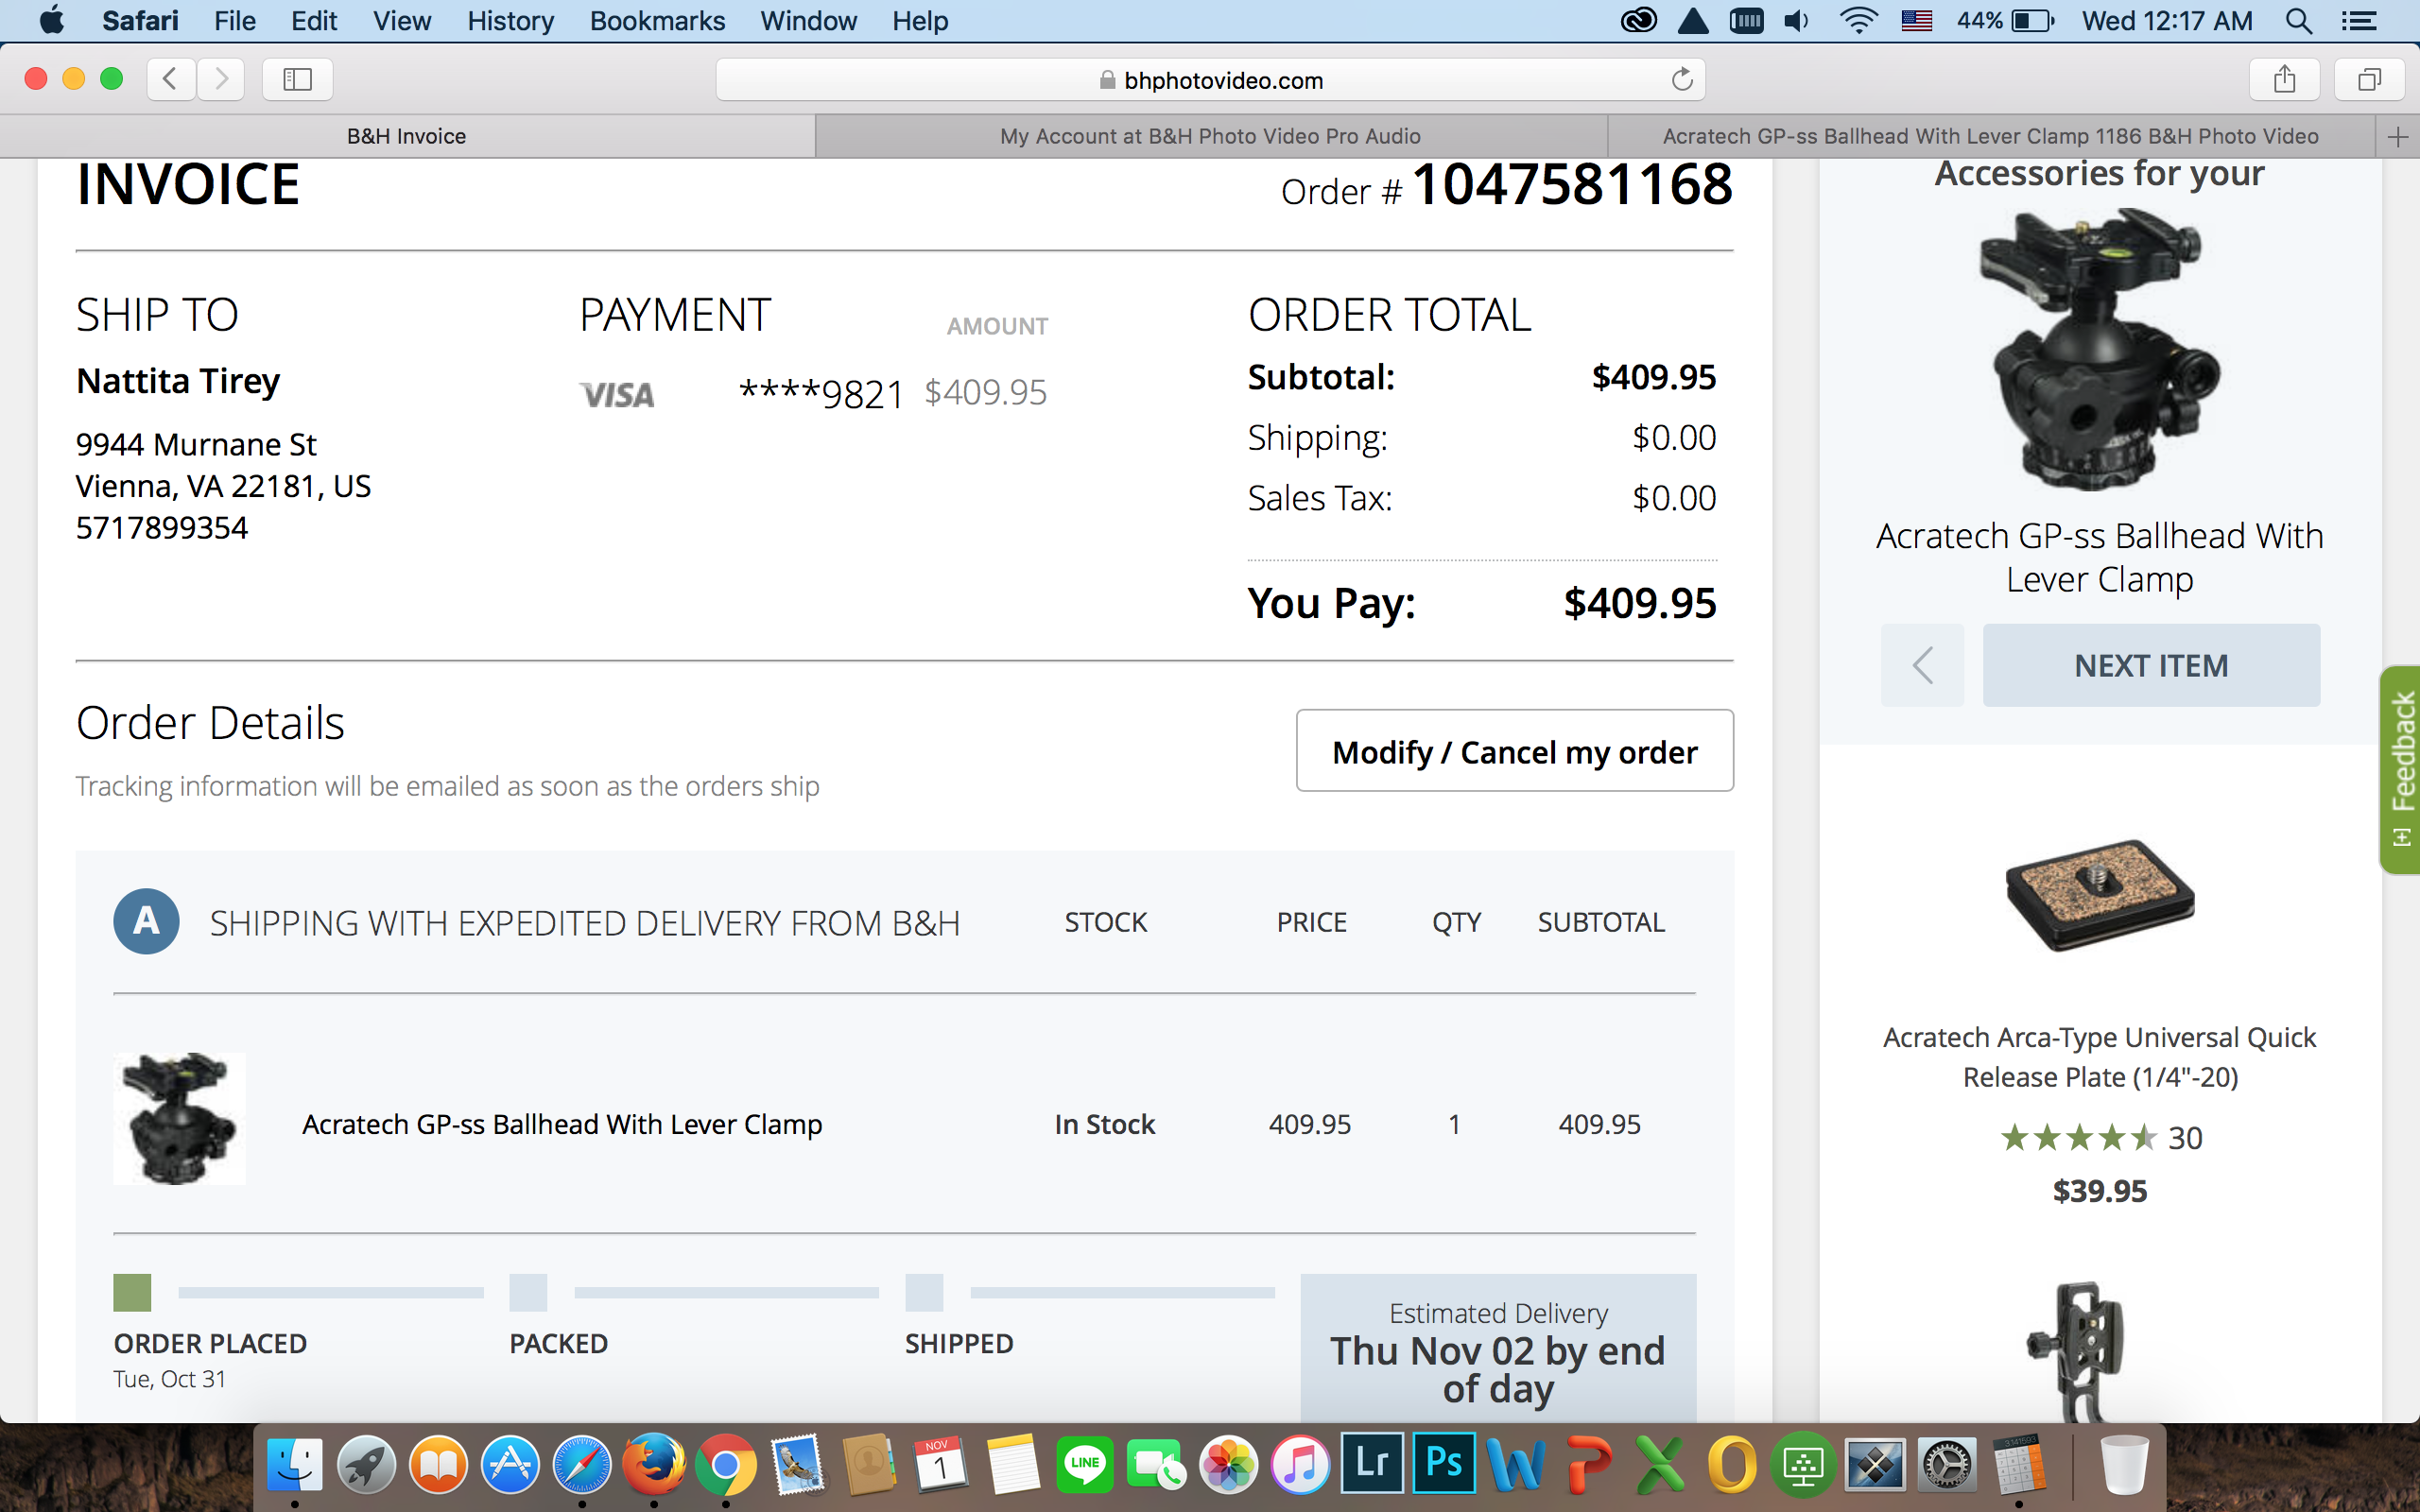 Safari File Edit View History Bookmarks Window Help 44% Wed 12:17 AM
bhphotovideo.com
B&H Invoice My Account at B&H Photo Video Pro Audio Acratech GP-ss Ballhead With Lever Clamp 1186 B&H Photo Video
INVOICE Order # 1047581168
SHIP TO
Nattita Tirey
9944 Murnane St
Vienna, VA 22181, US
5717899354
PAYMENT AMOUNT
VISA ****9821 $409.95
ORDER TOTAL
Subtotal: $409.95
Shipping: $0.00
Sales Tax: $0.00
You Pay: $409.95
Order Details
Tracking information will be emailed as soon as the orders ship
Modify / Cancel my order
A SHIPPING WITH EXPEDITED DELIVERY FROM B&H STOCK PRICE QTY SUBTOTAL
Acratech GP-ss Ballhead With Lever Clamp In Stock 409.95 1 409.95
ORDER PLACED PACKED SHIPPED
Tue, Oct 31
Estimated Delivery
Thu Nov 02 by end
of day
Accessories for your
Acratech GP-ss Ballhead With
Lever Clamp
NEXT ITEM
[+] Feedback
Acratech Arca-Type Universal Quick
Release Plate (1/4"-20)
30
$39.95
NOV
1
LINE
Lr
Ps
3.141593